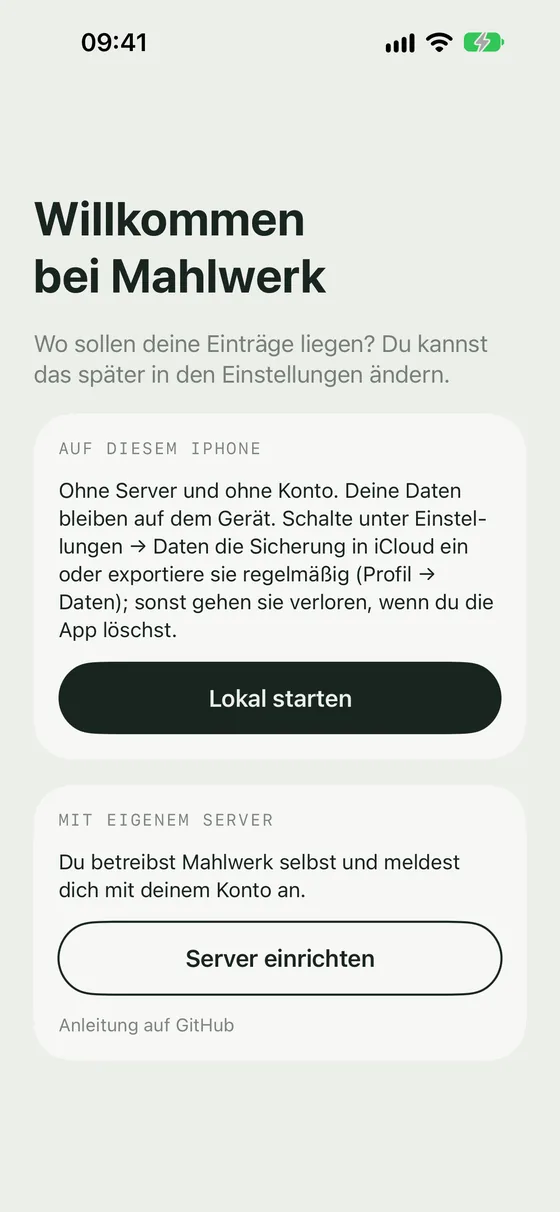 09:41
Willkommen
bei Mahlwerk
Wo sollen deine Einträge liegen? Du kannst
das später in den Einstellungen ändern.
AUF DIESEM IPHONE
Ohne Server und ohne Konto. Deine Daten
bleiben auf dem Gerät. Schalte unter Einstel-
lungen → Daten die Sicherung in iCloud ein
oder exportiere sie regelmäßig (Profil →
Daten); sonst gehen sie verloren, wenn du die
App löschst.
Lokal starten
MIT EIGENEM SERVER
Du betreibst Mahlwerk selbst und meldest
dich mit deinem Konto an.
Server einrichten
Anleitung auf GitHub